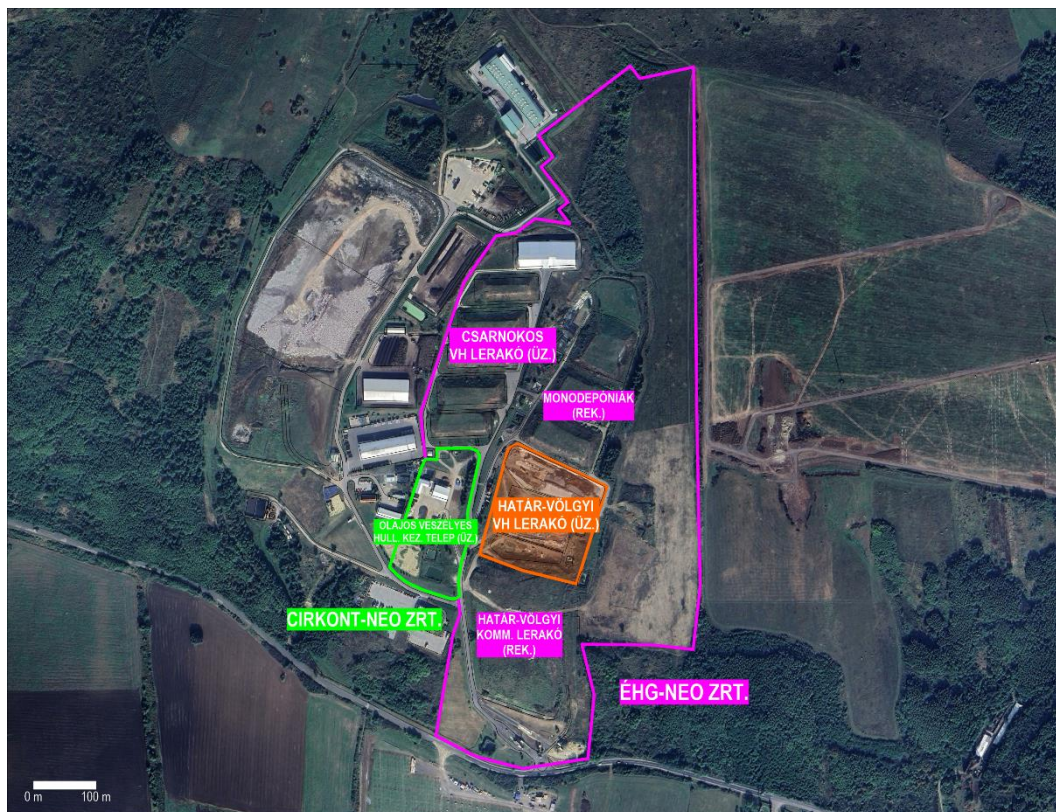 CSARNOKOS
VH LERAKÓ (ÜZ.)
MONODEPÓNIÁK
(REK.)
HATÁR-VÖLGYI
VH LERAKÓ (ÜZ.)
OLAJOS VESZÉLYES
HULL. KEZ. TELEP (ÜZ.)
CIRKONT-NEO ZRT.
HATÁR-VÖLGYI
KOMM. LERAKÓ
(REK.)
ÉHG-NEO ZRT.
0 m 100 m